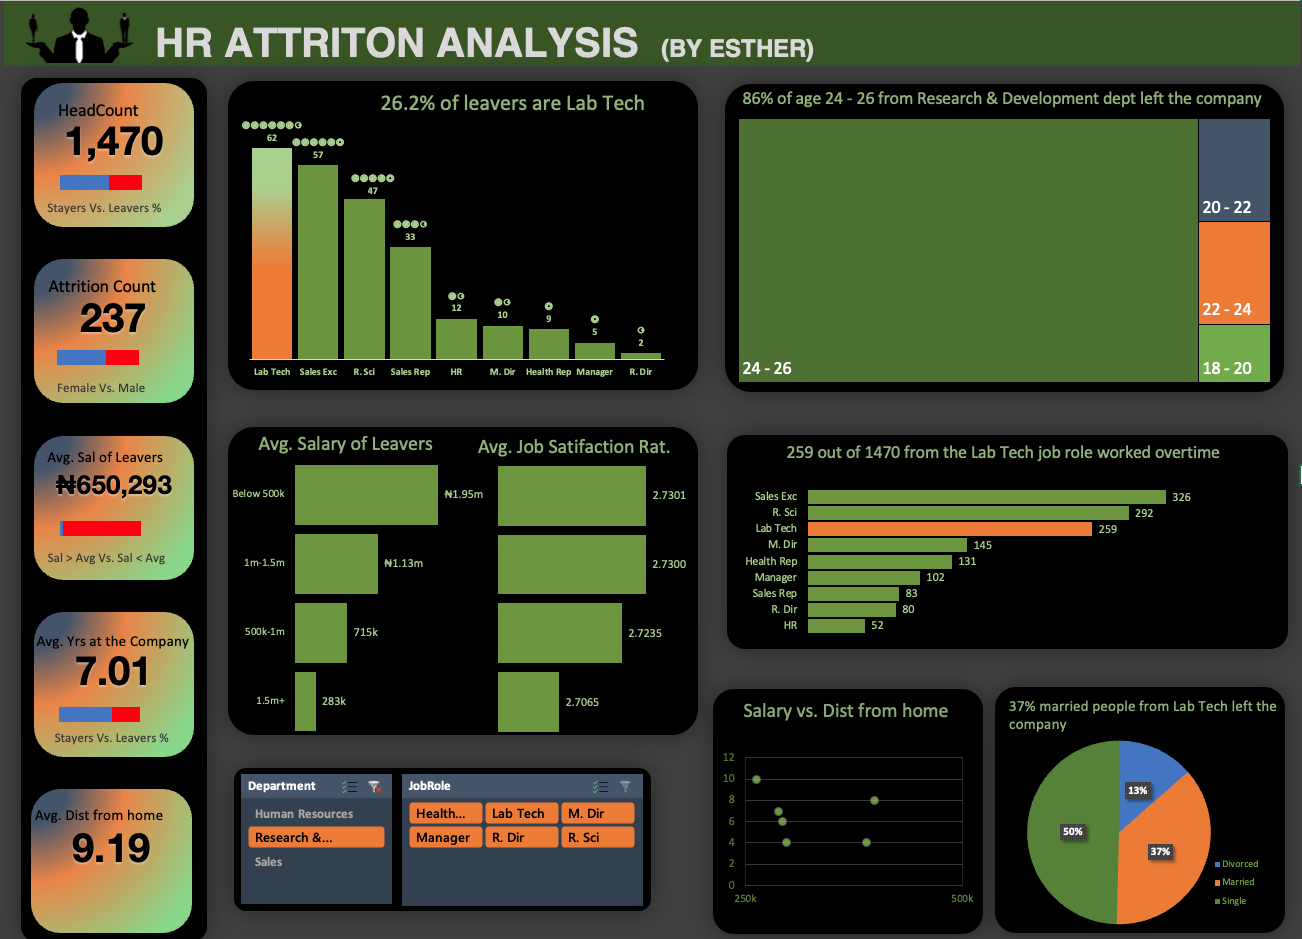 HR ATTRITON ANALYSIS (BY ESTHER)
HeadCount
1,470
Stayers Vs. Leavers %
Attrition Count
237
Female Vs. Male
Avg. Sal of Leavers
₦650,293
Sal > Avg Vs. Sal < Avg
Avg. Yrs at the Company
7.01
Stayers Vs. Leavers %
Avg. Dist from home
9.19
26.2% of leavers are Lab Tech
62
57
47
33
12
10
9
5
2
Lab Tech Sales Exc R. Sci Sales Rep HR M. Dir Health Rep Manager R. Dir
86% of age 24 - 26 from Research & Development dept left the company
20 - 22
22 - 24
24 - 26
18 - 20
Avg. Salary of Leavers
Below 500k ₦1.95m
1m-1.5m ₦1.13m
500k-1m 715k
1.5m+ 283k
Avg. Job Satifaction Rat.
2.7301
2.7300
2.7235
2.7065
259 out of 1470 from the Lab Tech job role worked overtime
Sales Exc 326
R. Sci 292
Lab Tech 259
M. Dir 145
Health Rep 131
Manager 102
Sales Rep 83
R. Dir 80
HR 52
Department
Human Resources
Research &...
Sales
JobRole
Health... Lab Tech M. Dir
Manager R. Dir R. Sci
Salary vs. Dist from home
12
10
8
6
4
2
0
250k 500k
37% married people from Lab Tech left the
company
13%
50%
37%
Divorced
Married
Single